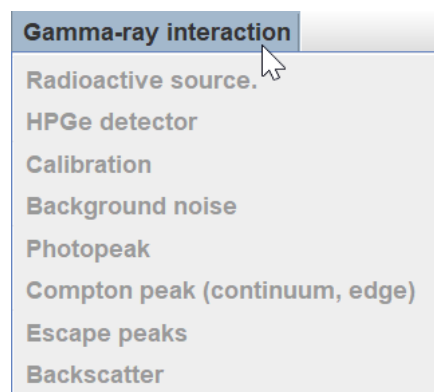 Gamma-ray interaction
Radioactive source.
HPGe detector
Calibration
Background noise
Photopeak
Compton peak (continuum, edge)
Escape peaks
Backscatter